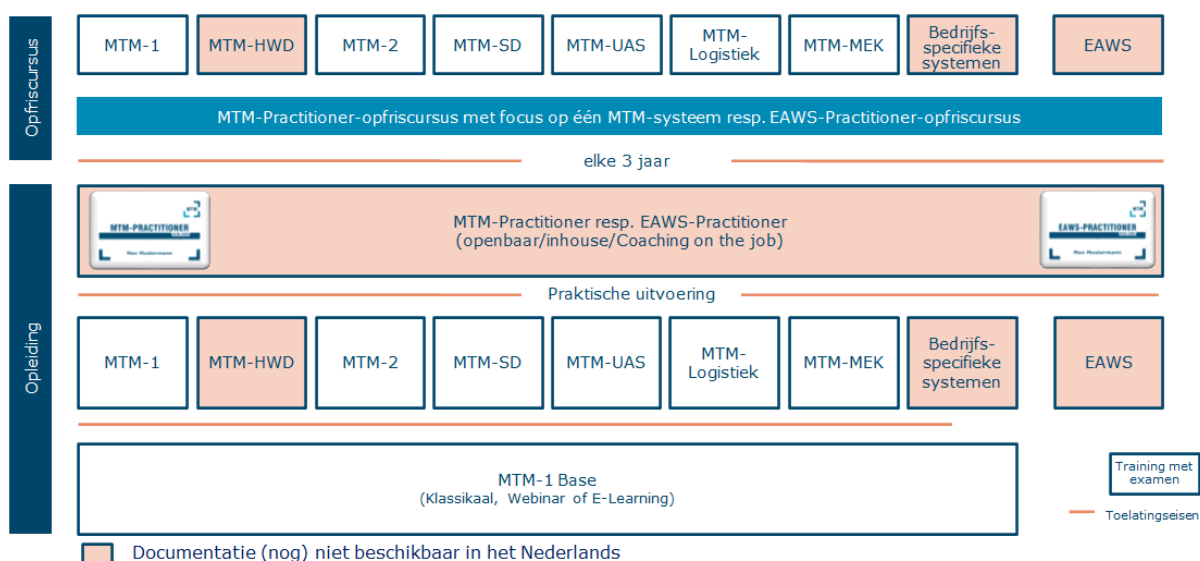 Opfriscursus
MTM-1
MTM-HWD
MTM-2
MTM-SD
MTM-UAS
MTM-
Logistiek
MTM-MEK
Bedrijfs-
specifieke
systemen
EAWS
MTM-Practitioner-opfriscursus met focus op één MTM-systeem resp. EAWS-Practitioner-opfriscursus
elke 3 jaar
Opleiding
MTM-PRACTITIONER
Max Mustermann
MTM-Practitioner resp. EAWS-Practitioner
(openbaar/inhouse/Coaching on the job)
EAWS-PRACTITIONER
Max Mustermann
Praktische uitvoering
MTM-1
MTM-HWD
MTM-2
MTM-SD
MTM-UAS
MTM-
Logistiek
MTM-MEK
Bedrijfs-
specifieke
systemen
EAWS
MTM-1 Base
(Klassikaal, Webinar of E-Learning)
Training met
examen
Toelatingseisen
Documentatie (nog) niet beschikbaar in het Nederlands